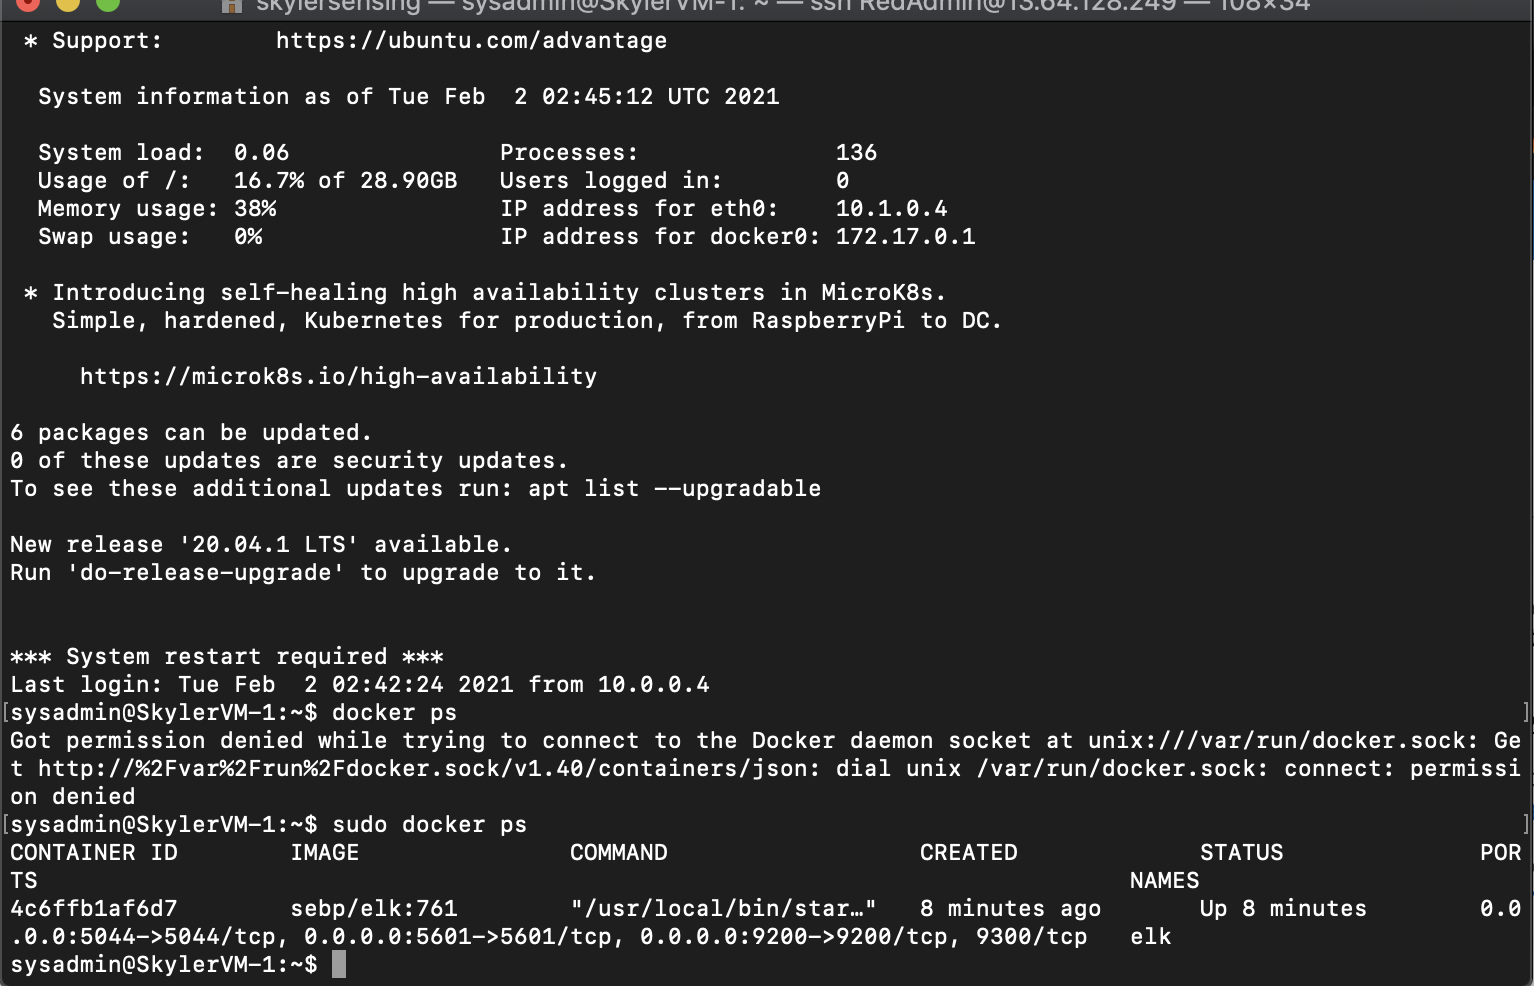 skylersensing — sysadmin@SkylerVM-1: ~ — ssh RedAdmin@13.64.128.249 — 108×34
* Support:        https://ubuntu.com/advantage
System information as of Tue Feb  2 02:45:12 UTC 2021
System load:  0.06               Processes:              136
Usage of /:   16.7% of 28.90GB   Users logged in:        0
Memory usage: 38%                IP address for eth0:    10.1.0.4
Swap usage:   0%                 IP address for docker0: 172.17.0.1
* Introducing self-healing high availability clusters in MicroK8s.
Simple, hardened, Kubernetes for production, from RaspberryPi to DC.
https://microk8s.io/high-availability
6 packages can be updated.
0 of these updates are security updates.
To see these additional updates run: apt list --upgradable
New release '20.04.1 LTS' available.
Run 'do-release-upgrade' to upgrade to it.
*** System restart required ***
Last login: Tue Feb  2 02:42:24 2021 from 10.0.0.4
[sysadmin@SkylerVM-1:~$ docker ps ]
Got permission denied while trying to connect to the Docker daemon socket at unix:///var/run/docker.sock: Ge
t http://%2Fvar%2Frun%2Fdocker.sock/v1.40/containers/json: dial unix /var/run/docker.sock: connect: permissi
on denied
[sysadmin@SkylerVM-1:~$ sudo docker ps ]
CONTAINER ID        IMAGE               COMMAND                  CREATED             STATUS              POR
TS                                                                              NAMES
4c6ffb1af6d7        sebp/elk:761        "/usr/local/bin/star…"   8 minutes ago       Up 8 minutes        0.0
.0.0:5044->5044/tcp, 0.0.0.0:5601->5601/tcp, 0.0.0.0:9200->9200/tcp, 9300/tcp   elk
sysadmin@SkylerVM-1:~$